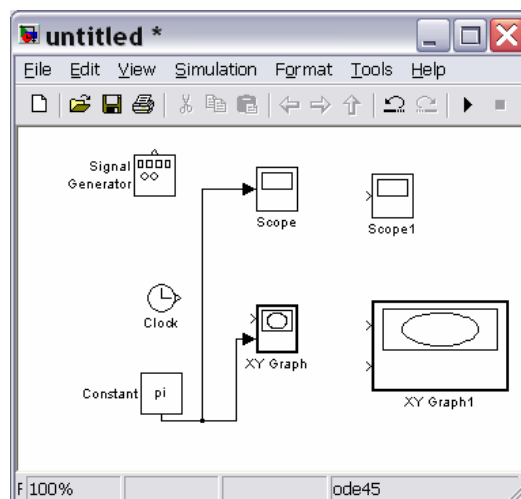 untitled *
File Edit View Simulation Format Tools Help
Signal
Generator
Scope
Scope1
Clock
XY Graph
Constant
pi
XY Graph1
F 100%
ode45